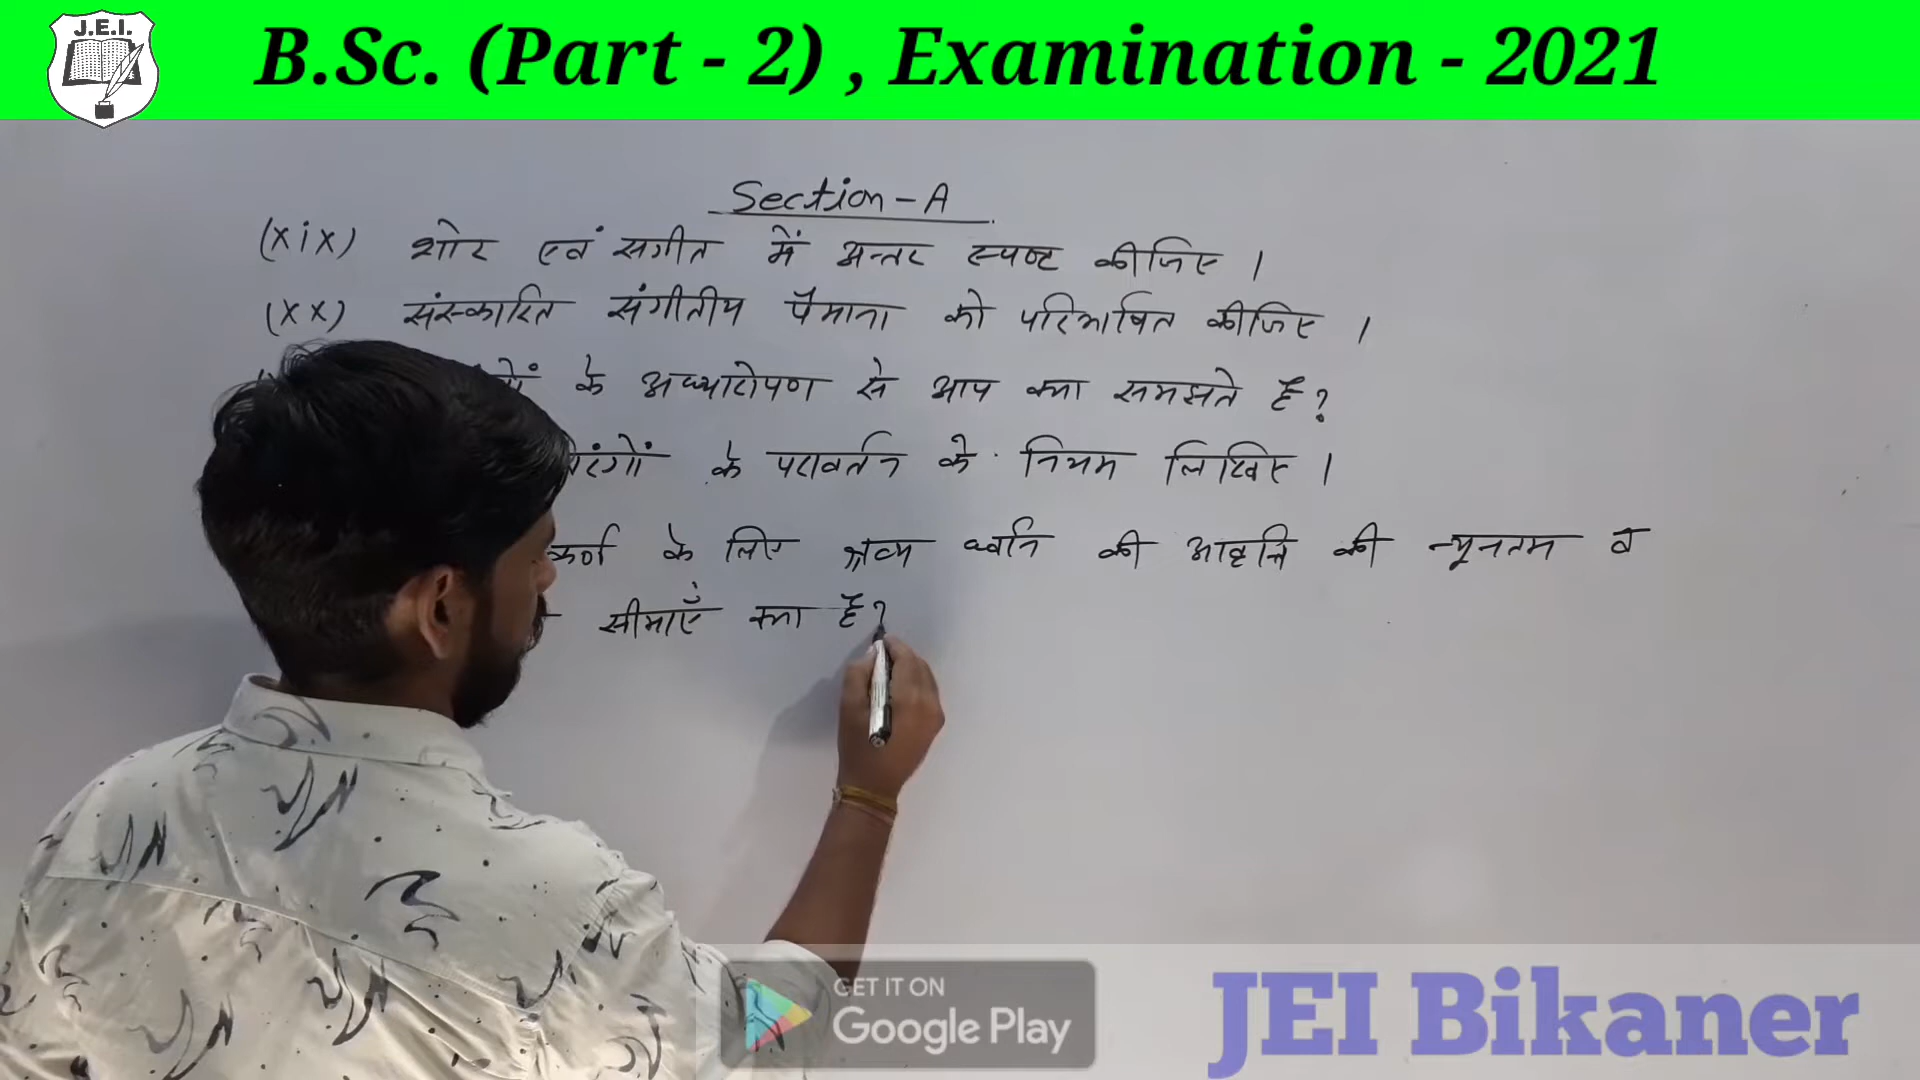 J.E.I.
B.Sc. (Part - 2) , Examination - 2021
Section - A
(xix) शोर एवं संगीत में अन्तर स्पष्ट कीजिए ।
(xx) संस्कारित संगीतीय पैमाना को परिभाषित कीजिए ।
के अध्यारोपण से आप क्या समझते है?
के परावर्तन के नियम लिखिए ।
कर्ण के लिए श्रव्य ध्वनि की आवृत्ति की न्यूनतम व
सीमाएँ क्या है?
GET IT ON
Google Play
JEI Bikaner